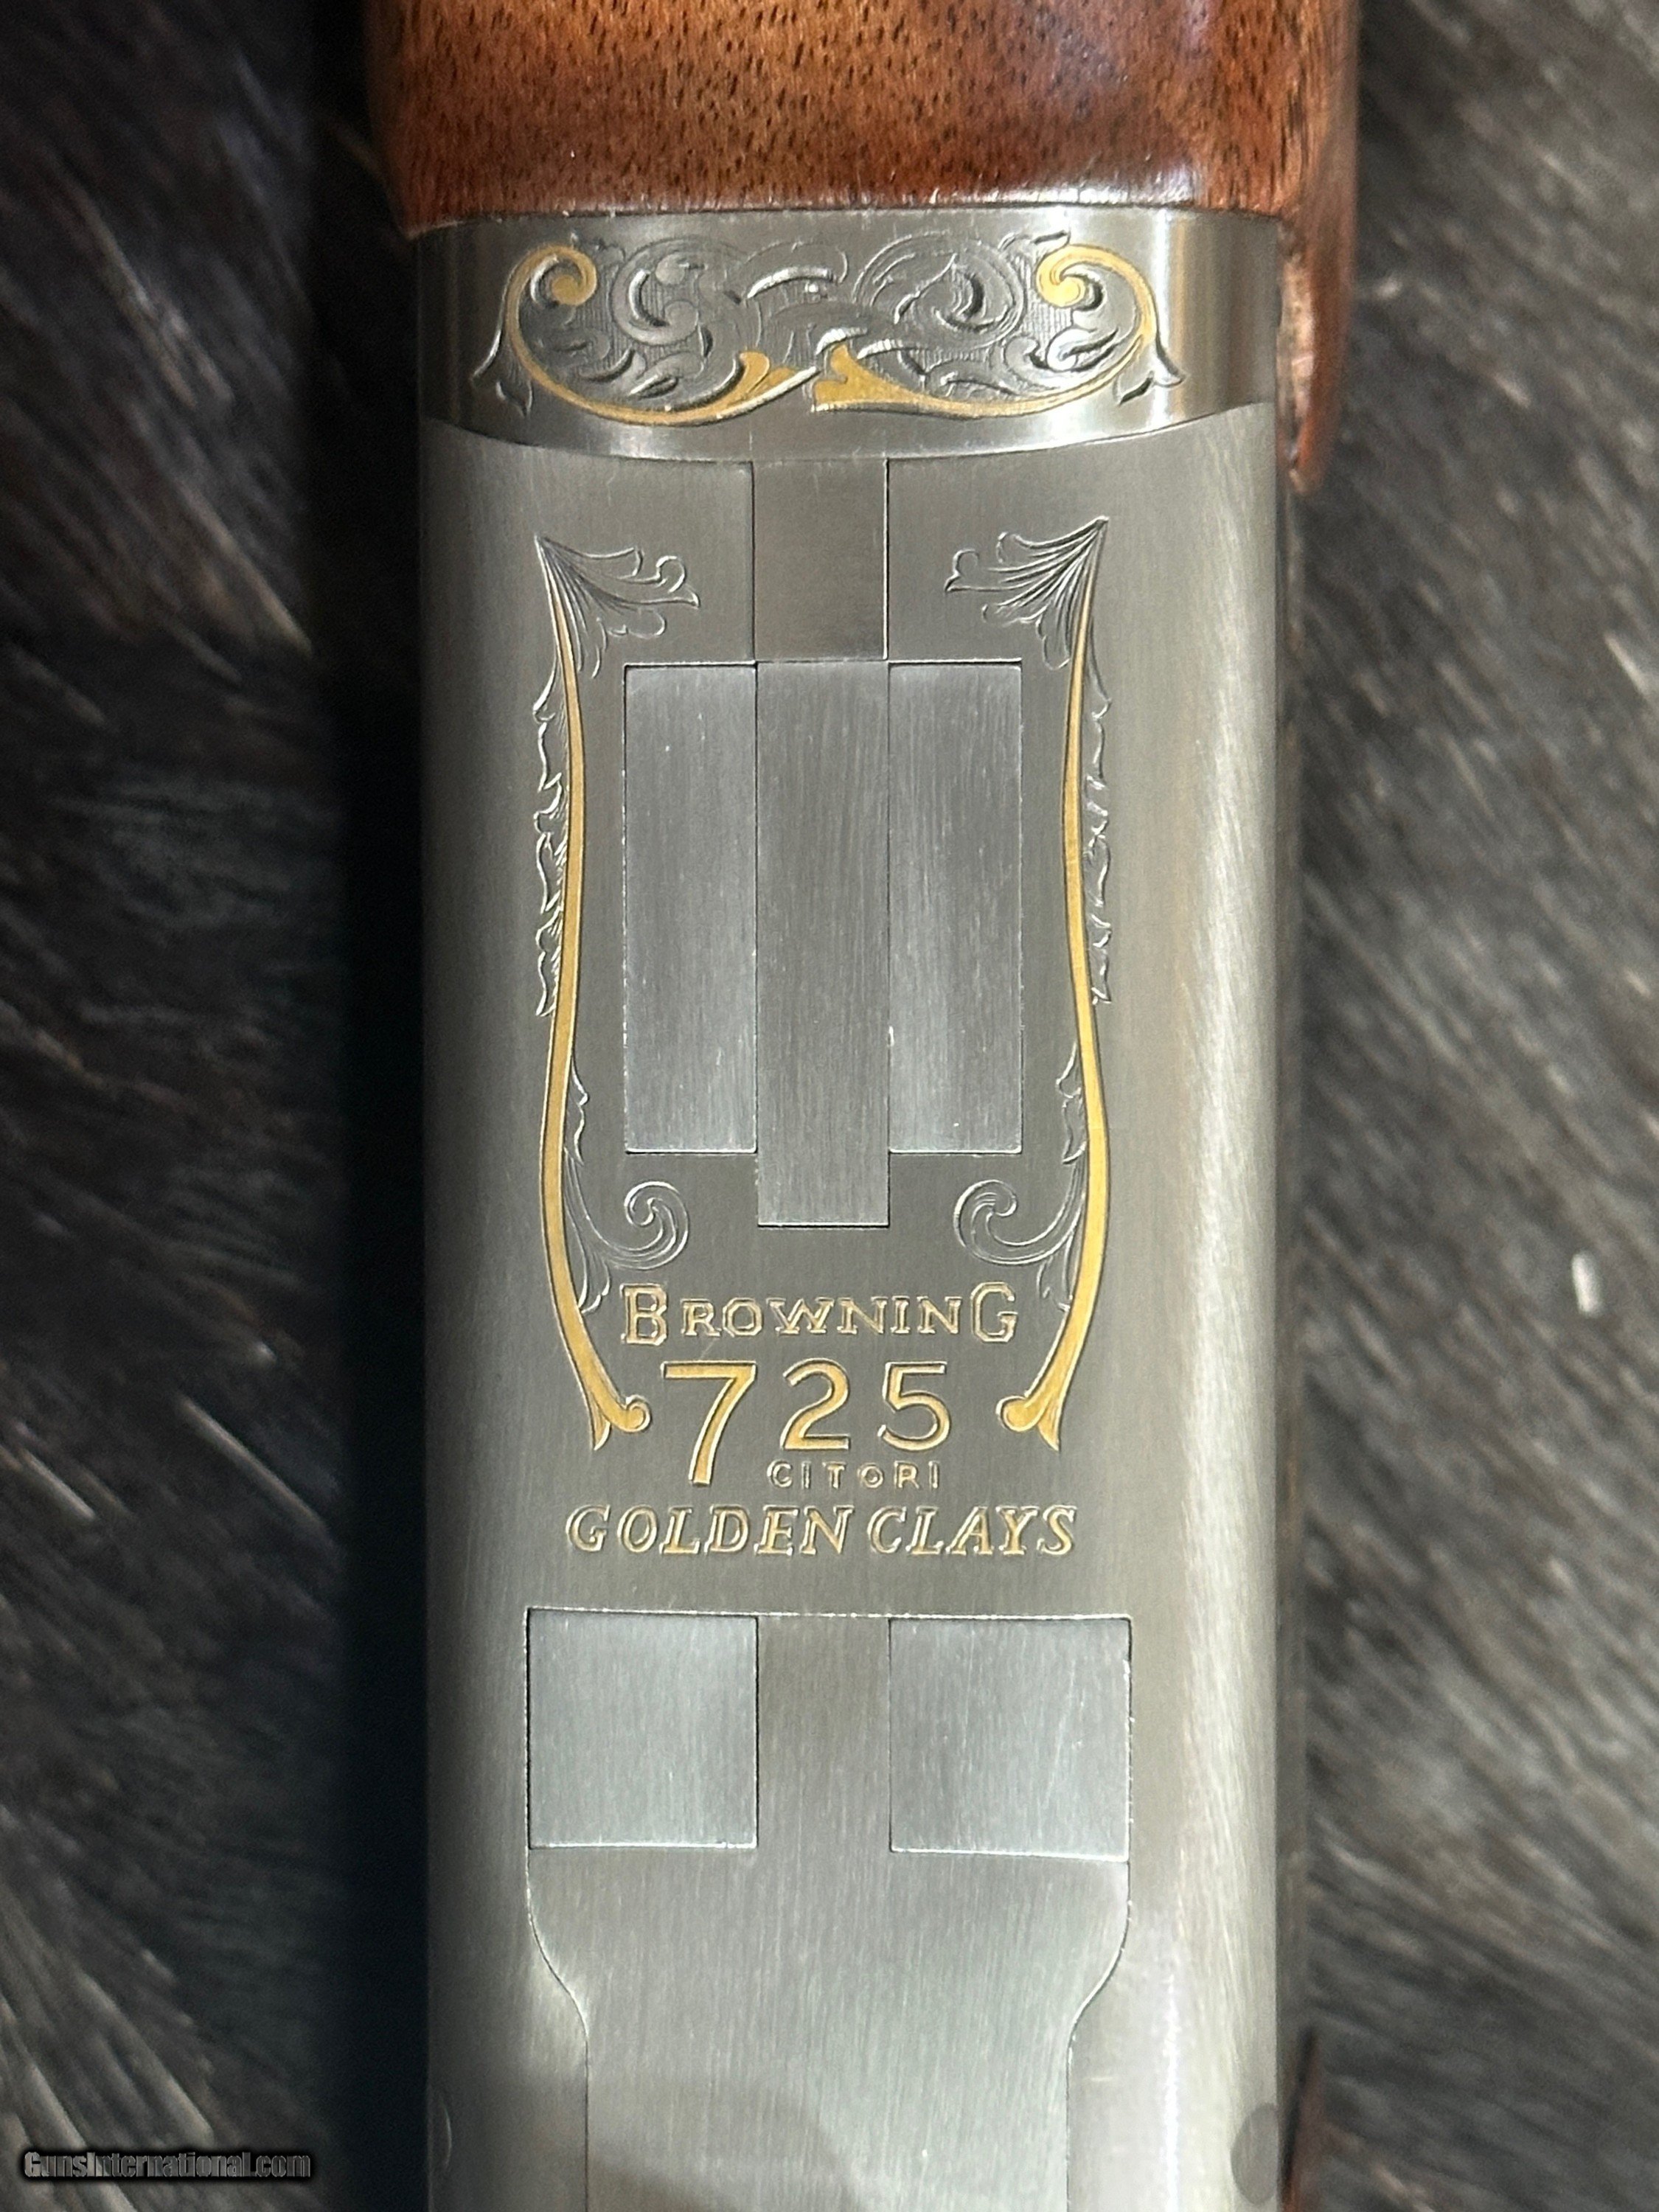 BROWNING
725
CITORI
GOLDEN CLAYS
GunsInternational.com